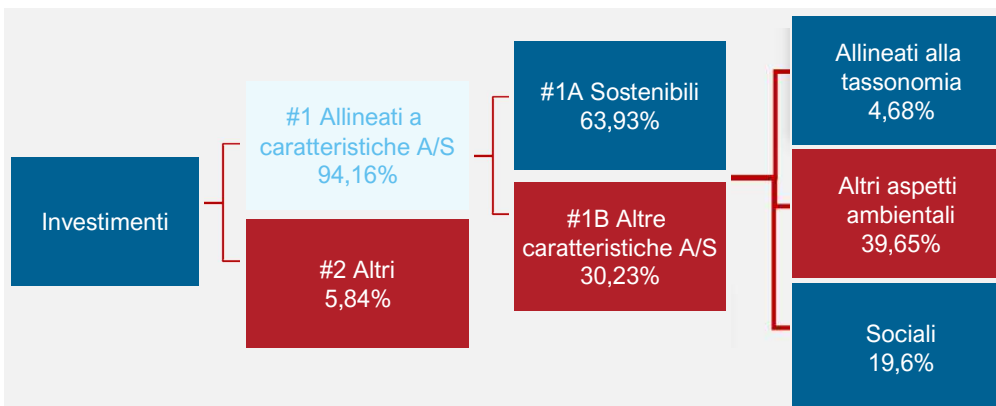 Investimenti
#1 Allineati a
caratteristiche A/S
94,16%
#2 Altri
5,84%
#1A Sostenibili
63,93%
#1B Altre
caratteristiche A/S
30,23%
Allineati alla
tassonomia
4,68%
Altri aspetti
ambientali
39,65%
Sociali
19,6%